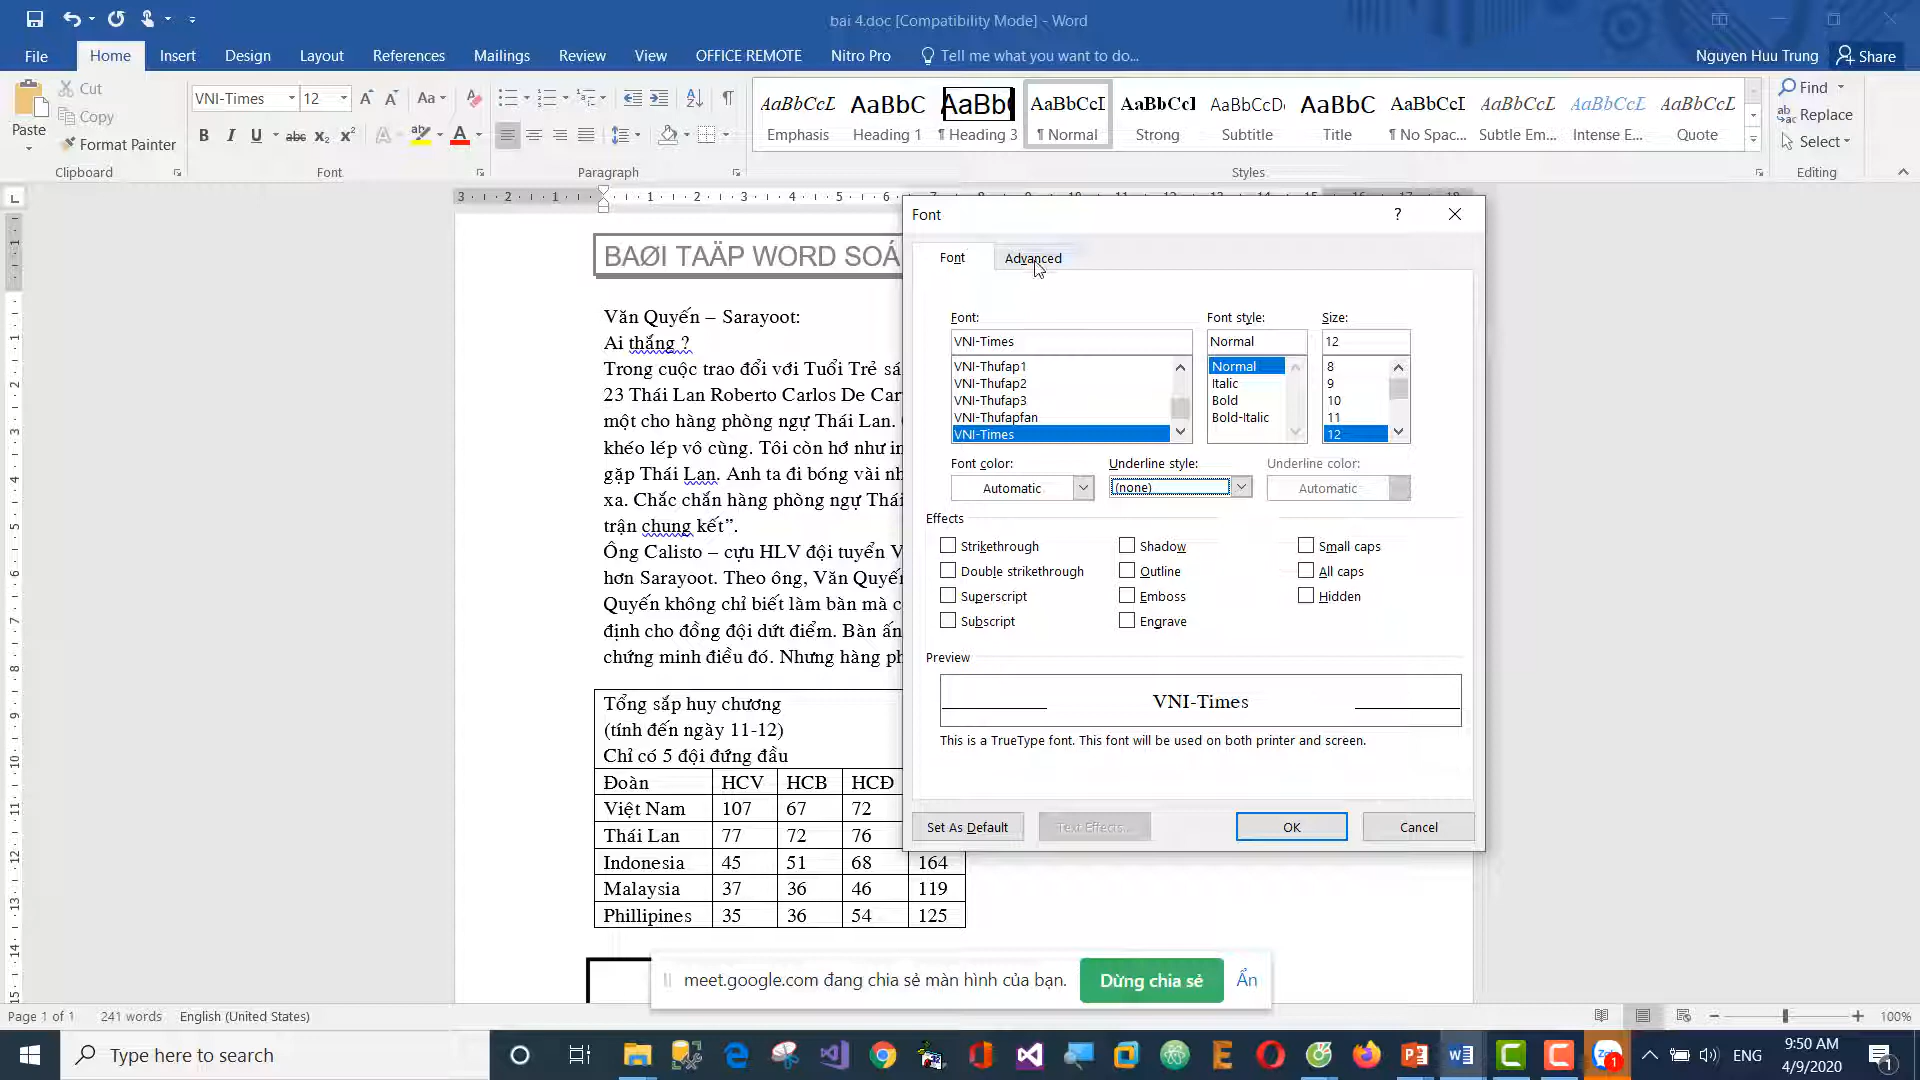 bai 4.doc [Compatibility Mode] - Word
File
Home
Insert
Design
Layout
References
Mailings
Review
View
OFFICE REMOTE
Nitro Pro
Tell me what you want to do...
Nguyen Huu Trung
Share
Paste
Cut
Copy
Format Painter
Clipboard
VNI-Times
12
Font
Paragraph
AaBbCcL AaBbC AaBb( AaBbCcI AaBbCcI AaBbCcD AaBbC AaBbCcI AaBbCcL AaBbCcL AaBbCcL
Emphasis
Heading 1
¶ Heading 3
¶ Normal
Strong
Subtitle
Title
¶ No Spac...
Subtle Em...
Intense E...
Quote
Styles
Find
Replace
Select
Editing
BAØI TAÄP WORD SOÁ
Văn Quyến – Sarayoot:
Ai thắng ?
Trong cuộc trao đổi với Tuổi Trẻ sá
23 Thái Lan Roberto Carlos De Car
một cho hàng phòng ngự Thái Lan.
khéo lép vô cùng. Tôi còn hớ như in
gặp Thái Lan. Anh ta đi bóng vài nh
xa. Chắc chắn hàng phòng ngự Thái
trận chung kết”.
Ông Calisto – cựu HLV đội tuyển V
hơn Sarayoot. Theo ông, Văn Quyến
Quyến không chỉ biết làm bàn mà c
định cho đồng đội dứt điểm. Bàn ấn
chứng minh điều đó. Nhưng hàng ph
Tổng sắp huy chương
(tính đến ngày 11-12)
Chỉ có 5 đội đứng đầu
Đoàn HCV HCB HCĐ
Việt Nam 107 67 72
Thái Lan 77 72 76
Indonesia 45 51 68 164
Malaysia 37 36 46 119
Phillipines 35 36 54 125
Font
?
Font
Advanced
Font:
Font style:
Size:
VNI-Times
Normal
12
VNI-Thufap1
VNI-Thufap2
VNI-Thufap3
VNI-Thufapfan
VNI-Times
Normal
Italic
Bold
Bold-Italic
8
9
10
11
12
Font color:
Underline style:
Underline color:
Automatic
(none)
Automatic
Effects
Strikethrough
Double strikethrough
Superscript
Subscript
Shadow
Outline
Emboss
Engrave
Small caps
All caps
Hidden
Preview
VNI-Times
This is a TrueType font. This font will be used on both printer and screen.
Set As Default
Text Effects...
OK
Cancel
meet.google.com đang chia sẻ màn hình của bạn.
Dừng chia sẻ
Ẩn
Page 1 of 1
241 words
English (United States)
100%
Type here to search
ENG
9:50 AM
4/9/2020